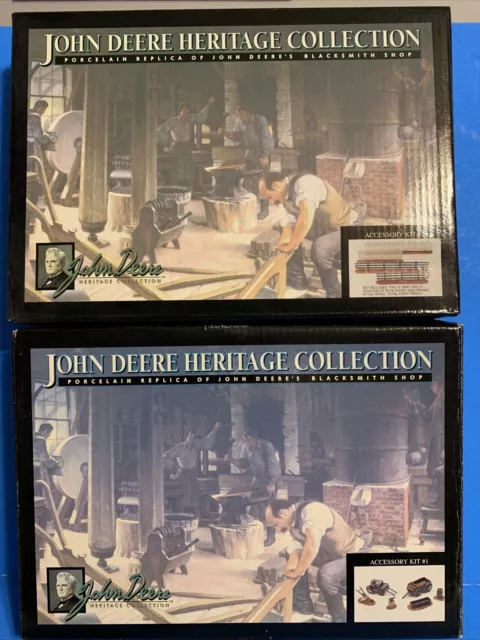 JOHN DEERE HERITAGE COLLECTION
PORCELAIN REPLICA OF JOHN DEERE'S BLACKSMITH SHOP
ACCESSORY KIT
John Deere
HERITAGE COLLECTION
JOHN DEERE HERITAGE COLLECTION
PORCELAIN REPLICA OF JOHN DEERE'S BLACKSMITH SHOP
ACCESSORY KIT #1
John Deere
HERITAGE COLLECTION